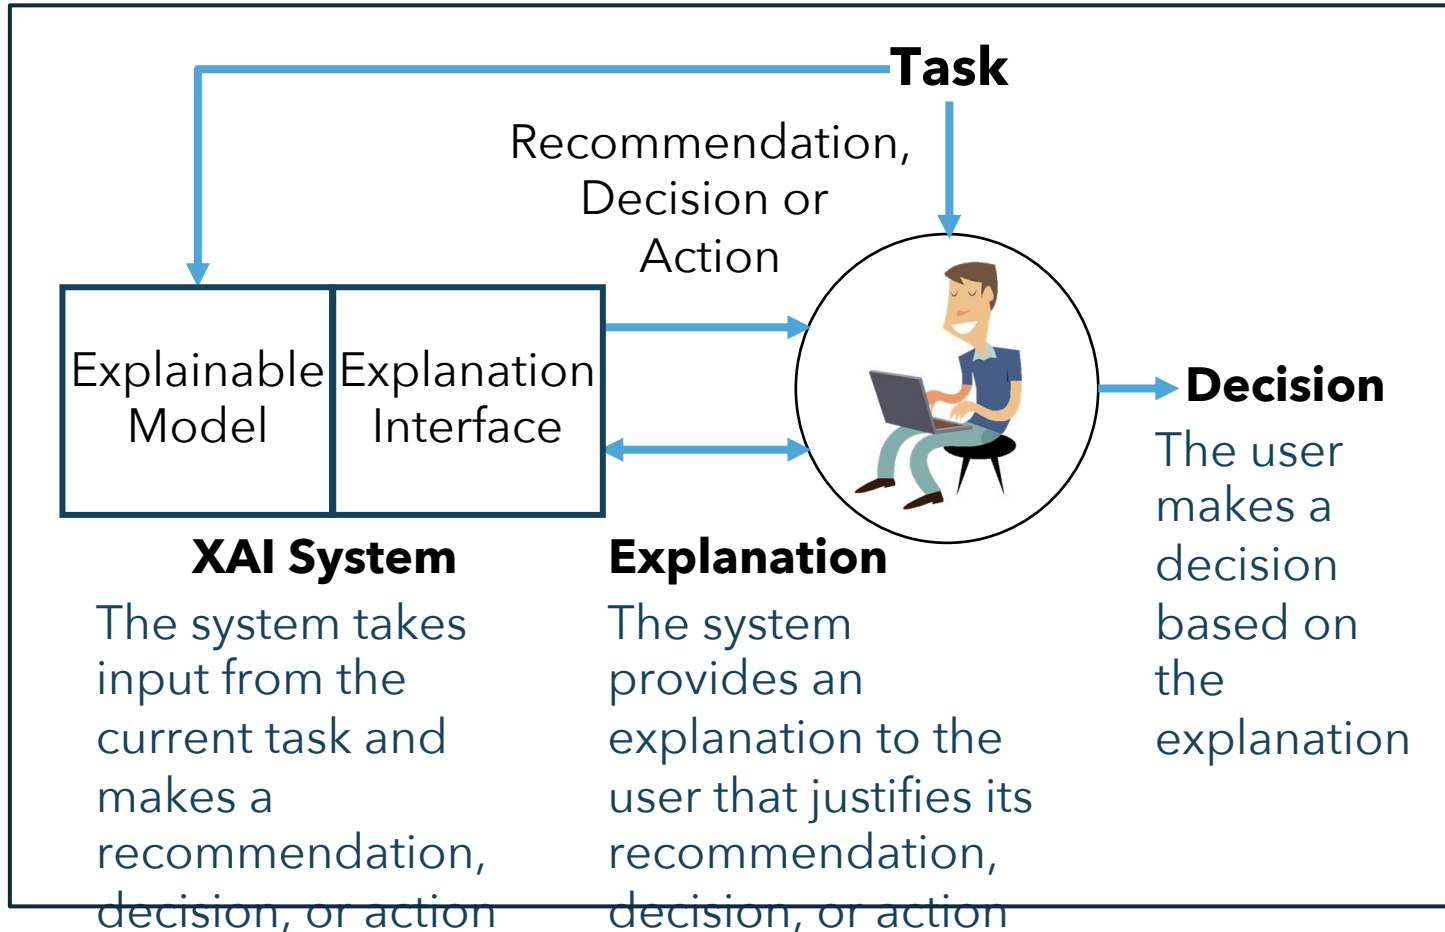 Task
Recommendation,
Decision or
Action
Explainable
Model
Explanation
Interface
Decision
The user
makes a
decision
based on
the
explanation
XAI System
The system takes
input from the
current task and
makes a
recommendation,
decision, or action
Explanation
The system
provides an
explanation to the
user that justifies its
recommendation,
decision, or action